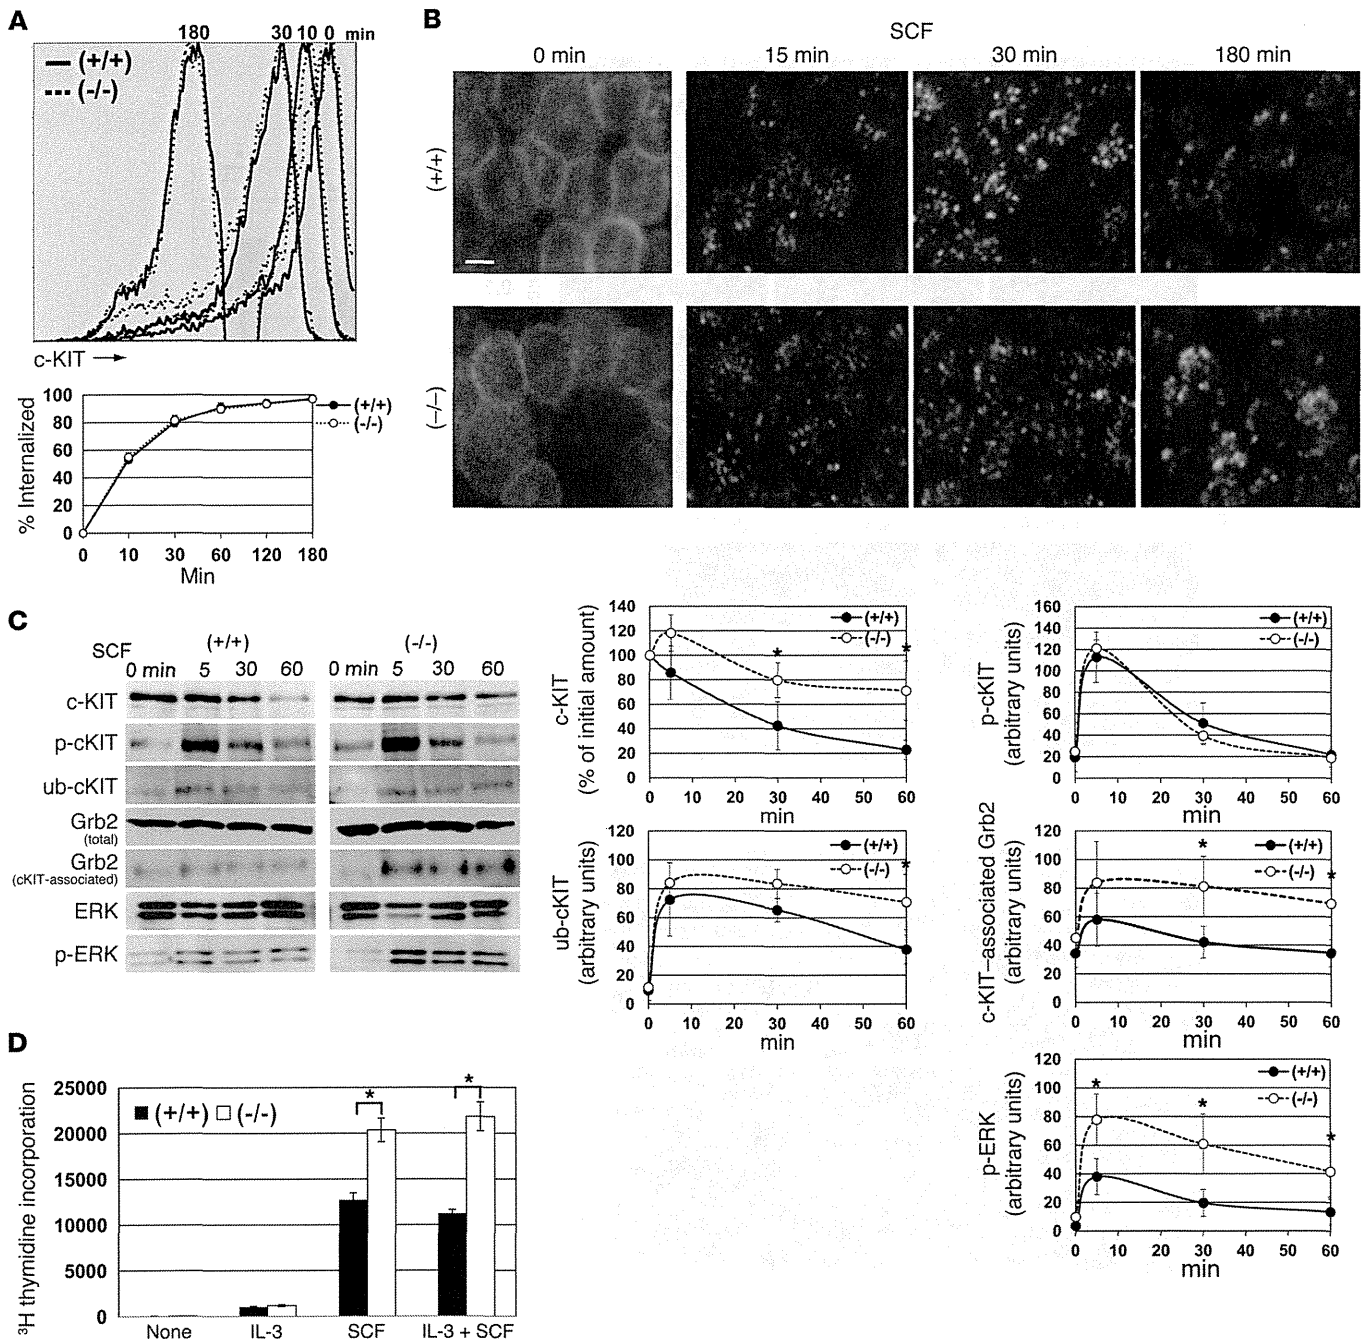 A
180 30 10 0 min
(+/+)
(-/-)
c-KIT
% Internalized
100
80
60
40
20
0
(+/+)
(-/-)
0 10 30 60 120 180
Min
B
SCF
0 min 15 min 30 min 180 min
(+/+)
(–/–)
C
SCF (+/+) (-/-)
0 min 5 30 60 0 min 5 30 60
c-KIT
p-cKIT
ub-cKIT
Grb2
(total)
Grb2
(cKIT-associated)
ERK
p-ERK
c-KIT
(% of initial amount)
140
120
100
80
60
40
20
0
(+/+)
(-/-)
*
*
0 10 20 30 40 50 60
min
p-cKIT
(arbitrary units)
160
140
120
100
80
60
40
20
0
(+/+)
(-/-)
0 10 20 30 40 50 60
min
ub-cKIT
(arbitrary units)
120
100
80
60
40
20
0
(+/+)
(-/-)
*
0 10 20 30 40 50 60
min
c-KIT–associated Grb2
(arbitrary units)
120
100
80
60
40
20
0
(+/+)
(-/-)
*
*
0 10 20 30 40 50 60
min
p-ERK
(arbitrary units)
120
100
80
60
40
20
0
(+/+)
(-/-)
*
*
*
0 10 20 30 40 50 60
min
D
³H thymidine incorporation
25000
20000
15000
10000
5000
0
(+/+) (-/-)
*
*
None IL-3 SCF IL-3 + SCF